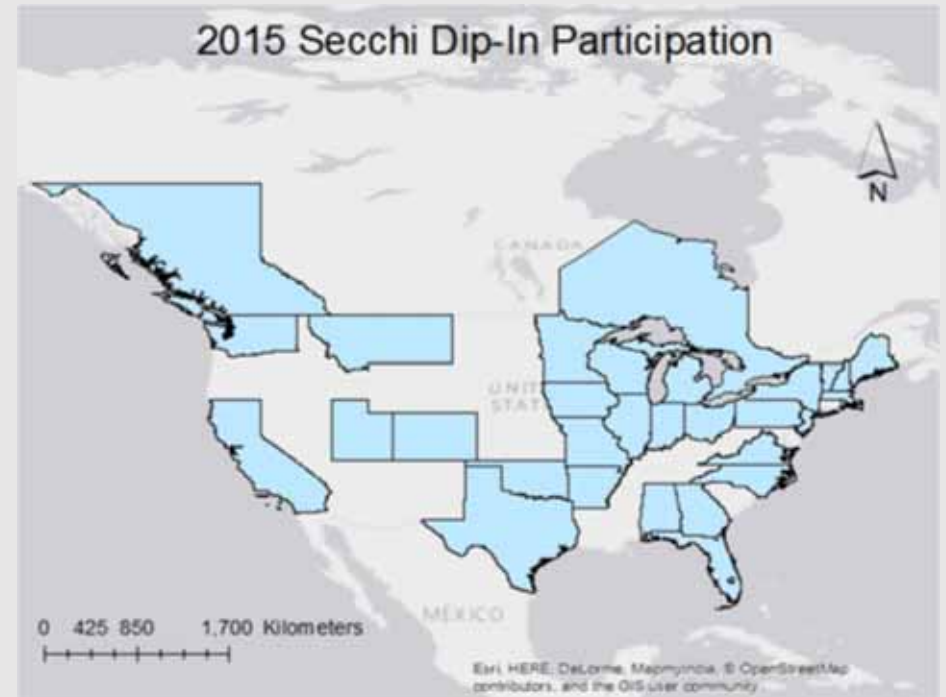 2015 Secchi Dip-In Participation
N
CANADA
UNITED
STATES
MÉXICO
0 425 850 1,700 Kilometers
Esri, HERE, DeLorme, MapmyIndia, © OpenStreetMap
contributors, and the GIS user community